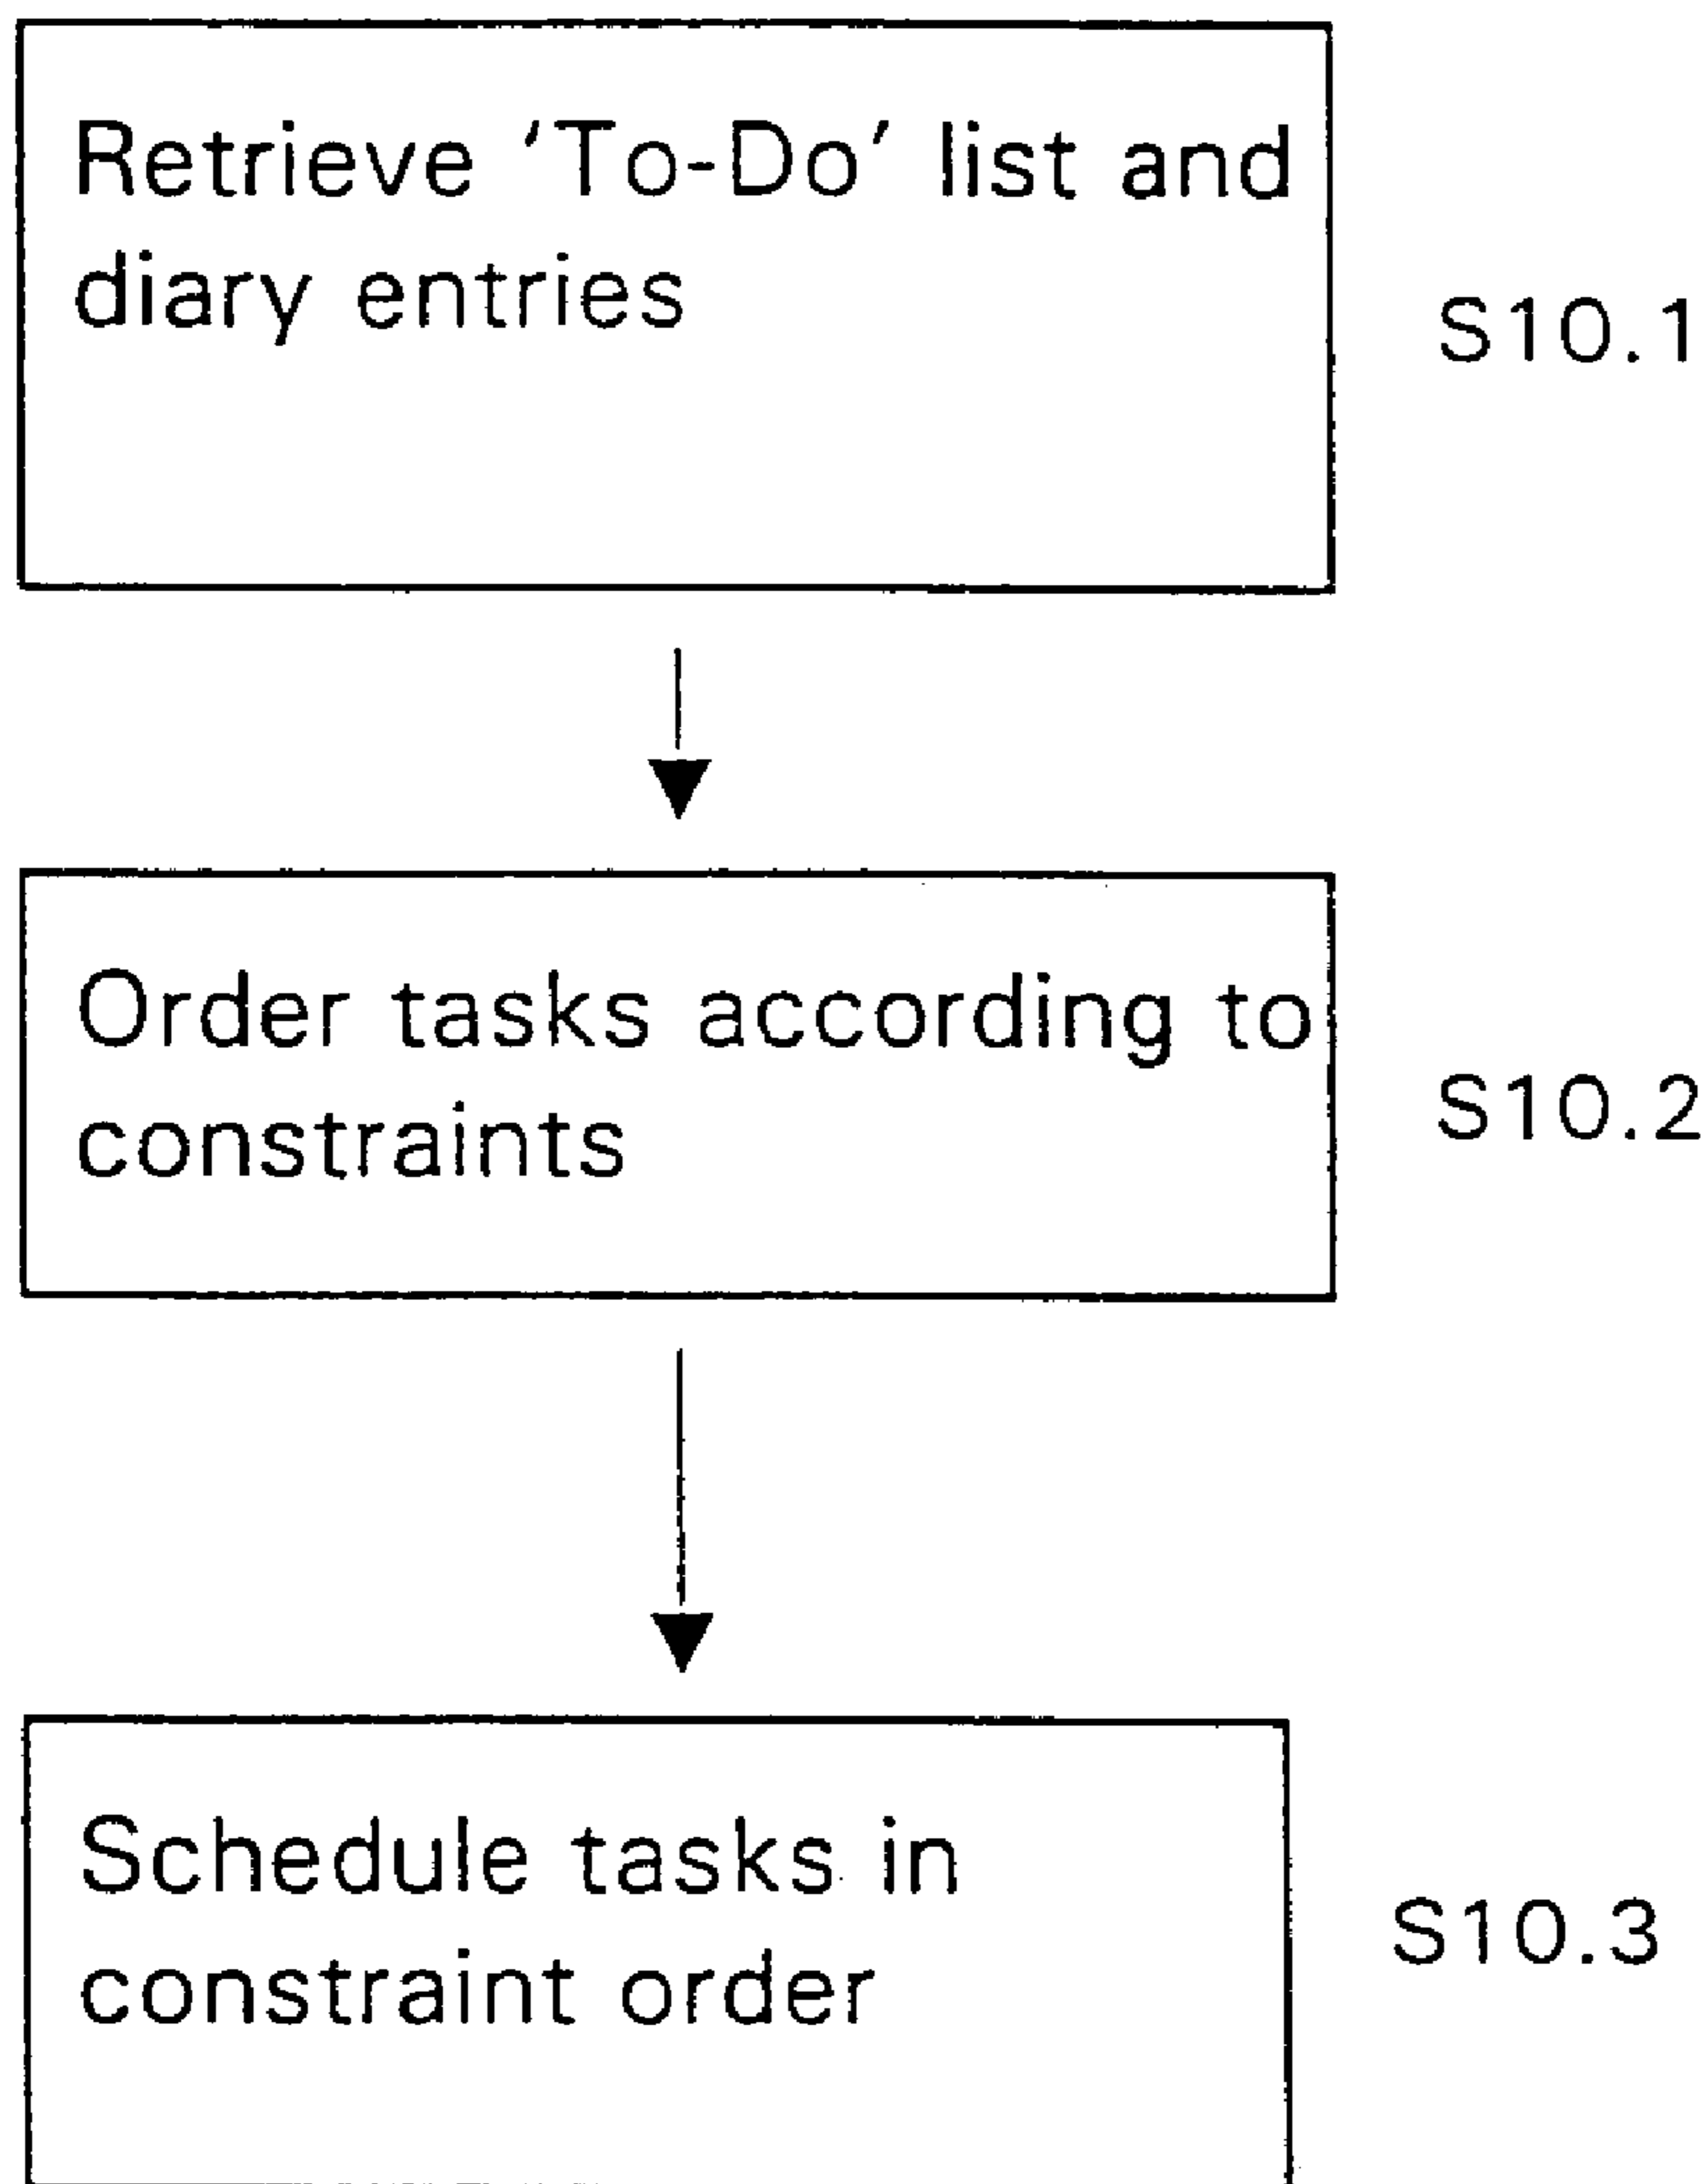 Retrieve 'To-Do' list and
diary entries
S10.1
Order tasks according to
constraints
S10.2
Schedule tasks in
constraint order
S10.3